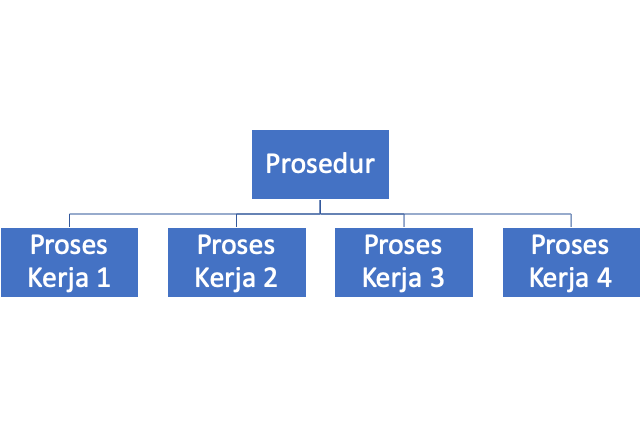 Prosedur
Proses
Kerja 1
Proses
Kerja 2
Proses
Kerja 3
Proses
Kerja 4